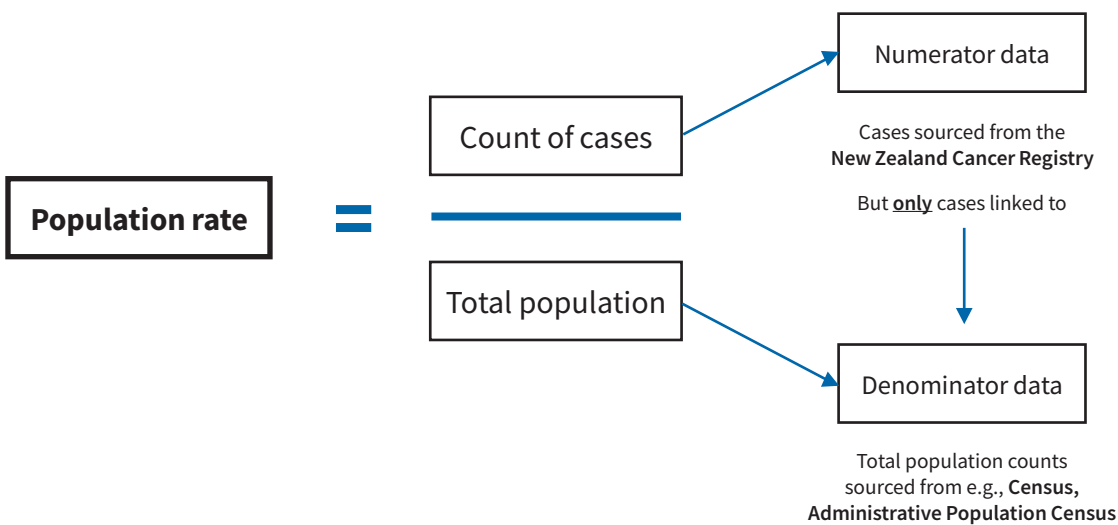 Population rate
=
Count of cases
Total population
Numerator data
Cases sourced from the
New Zealand Cancer Registry
But only cases linked to
Denominator data
Total population counts
sourced from e.g., Census,
Administrative Population Census